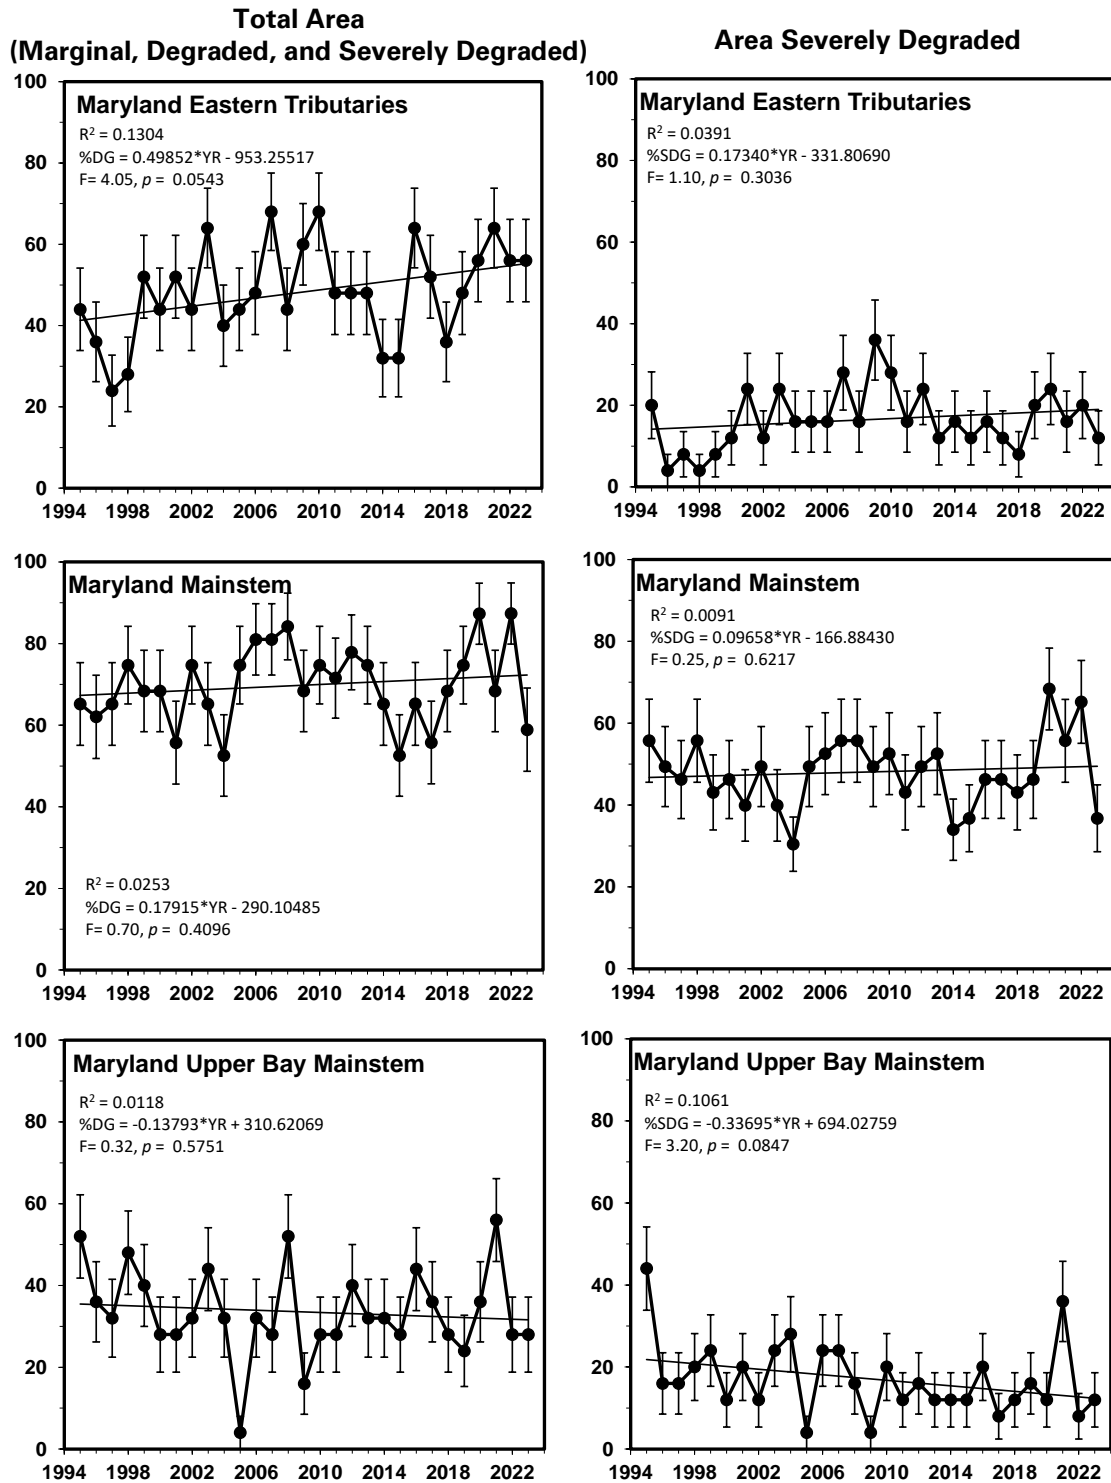 Total Area
(Marginal, Degraded, and Severely Degraded)
Area Severely Degraded
100
80
60
40
20
0
Maryland Eastern Tributaries
R² = 0.1304
%DG = 0.49852*YR - 953.25517
F= 4.05, p = 0.0543
1994 1998 2002 2006 2010 2014 2018 2022
100
80
60
40
20
0
Maryland Eastern Tributaries
R² = 0.0391
%SDG = 0.17340*YR - 331.80690
F= 1.10, p = 0.3036
1994 1998 2002 2006 2010 2014 2018 2022
100
80
60
40
20
0
Maryland Mainstem
R² = 0.0253
%DG = 0.17915*YR - 290.10485
F= 0.70, p = 0.4096
1994 1998 2002 2006 2010 2014 2018 2022
100
80
60
40
20
0
Maryland Mainstem
R² = 0.0091
%SDG = 0.09658*YR - 166.88430
F= 0.25, p = 0.6217
1994 1998 2002 2006 2010 2014 2018 2022
100
80
60
40
20
0
Maryland Upper Bay Mainstem
R² = 0.0118
%DG = -0.13793*YR + 310.62069
F= 0.32, p = 0.5751
1994 1998 2002 2006 2010 2014 2018 2022
100
80
60
40
20
0
Maryland Upper Bay Mainstem
R² = 0.1061
%SDG = -0.33695*YR + 694.02759
F= 3.20, p = 0.0847
1994 1998 2002 2006 2010 2014 2018 2022